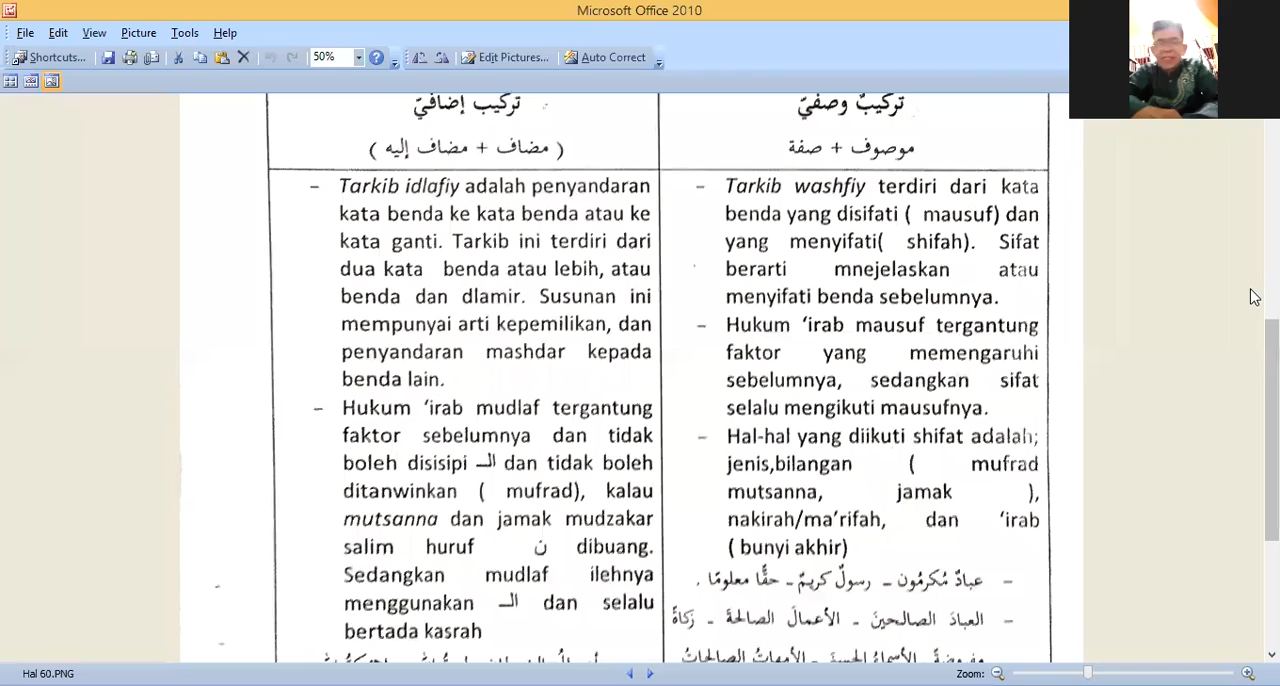 Microsoft Office 2010
File Edit View Picture Tools Help
Shortcuts... 50% Edit Pictures... Auto Correct
تركيب إضافيّ
( مضاف + مضاف إليه )
- Tarkib idlafiy adalah penyandaran
kata benda ke kata benda atau ke
kata ganti. Tarkib ini terdiri dari
dua kata benda atau lebih, atau
benda dan dlamir. Susunan ini
mempunyai arti kepemilikan, dan
penyandaran mashdar kepada
benda lain.
- Hukum ‘irab mudlaf tergantung
faktor sebelumnya dan tidak
boleh disisipi الـ dan tidak boleh
ditanwinkan ( mufrad), kalau
mutsanna dan jamak mudzakar
salim huruf ن dibuang.
Sedangkan mudlaf ilehnya
menggunakan الـ dan selalu
bertada kasrah
تركيبٌ وصفيّ
موصوف + صفة
- Tarkib washfiy terdiri dari kata
benda yang disifati ( mausuf) dan
yang menyifati( shifah). Sifat
berarti mnejelaskan atau
menyifati benda sebelumnya.
- Hukum ‘irab mausuf tergantung
faktor yang memengaruhi
sebelumnya, sedangkan sifat
selalu mengikuti mausufnya.
- Hal-hal yang diikuti shifat adalah;
jenis,bilangan ( mufrad
mutsanna, jamak ),
nakirah/ma’rifah, dan ‘irab
( bunyi akhir)
- عبادٌ مُكرمُون - رسولٌ كريمٌ - حقًّا معلومًا .
- العبادَ الصالحينَ - الأعمالَ الصالحةَ - زكاةً
مفروضةً الأسماءُ الحسنةَ - الأمهاتُ الصالحاتُ
Hal 60.PNG
Zoom: